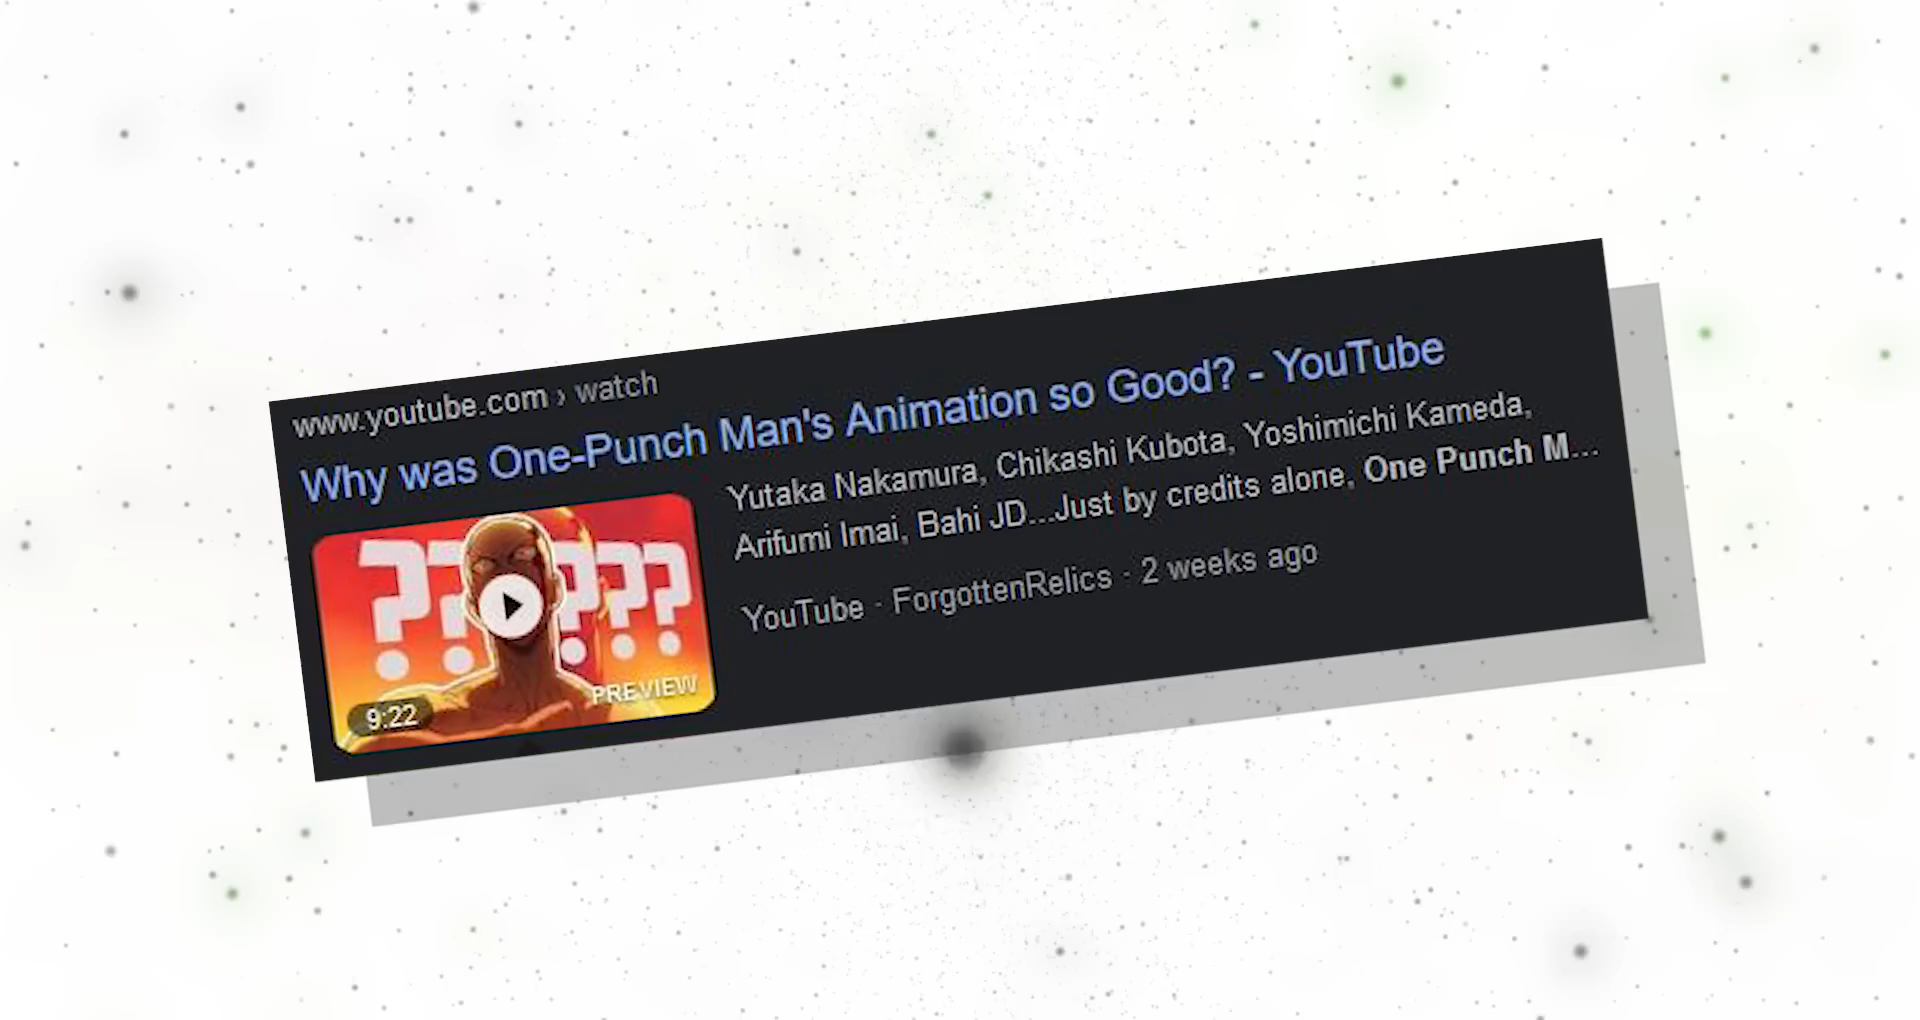 www.youtube.com › watch
Why was One-Punch Man's Animation so Good? - YouTube
Yutaka Nakamura, Chikashi Kubota, Yoshimichi Kameda,
Arifumi Imai, Bahi JD...Just by credits alone, One Punch M...
YouTube · ForgottenRelics · 2 weeks ago
?????
PREVIEW
9:22